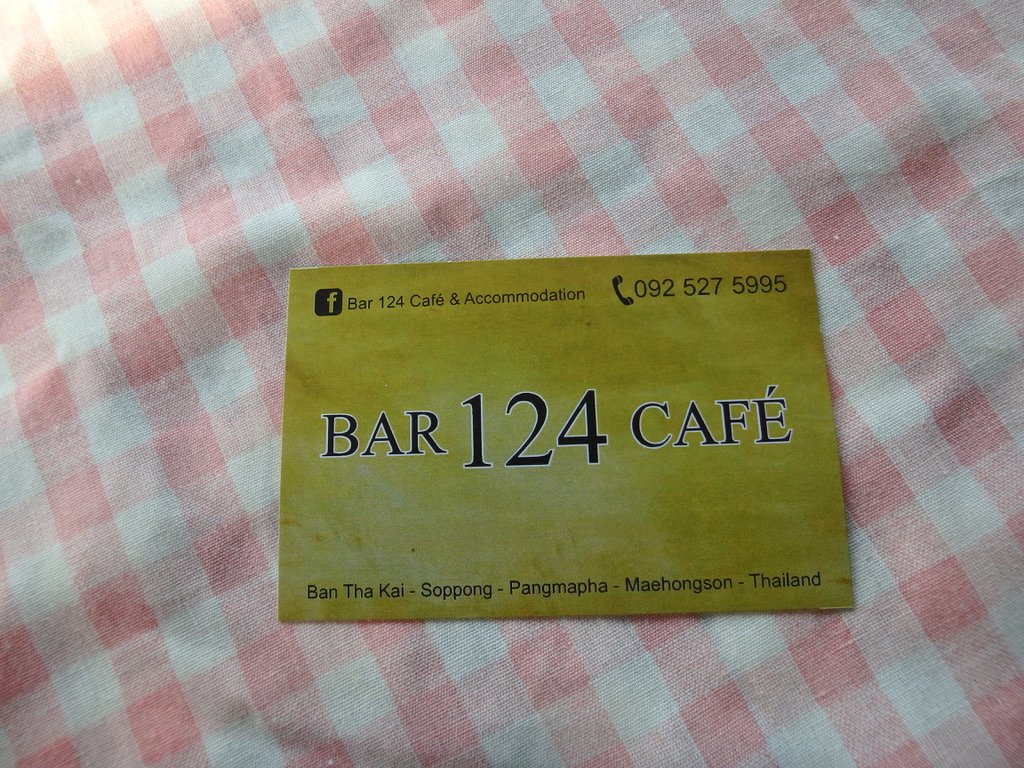 f Bar 124 Café & Accommodation 092 527 5995
BAR 124 CAFÉ
Ban Tha Kai - Soppong - Pangmapha - Maehongson - Thailand